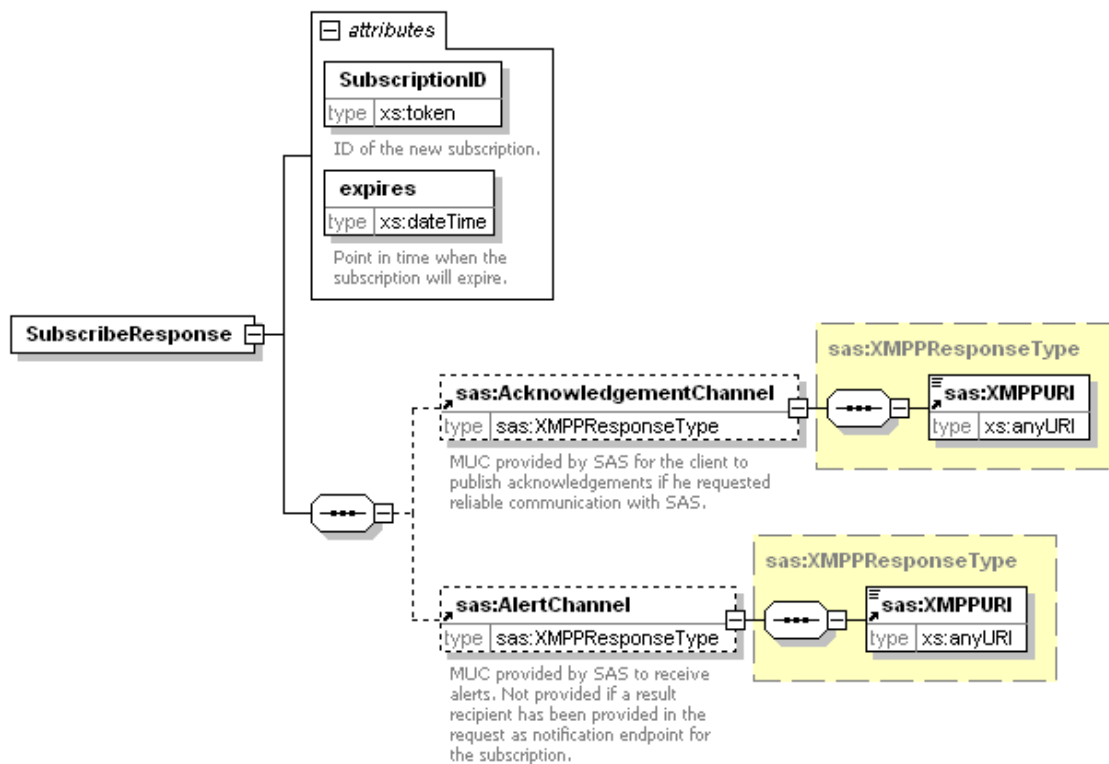 attributes
SubscriptionID
type xs:token
ID of the new subscription.
expires
type xs:dateTime
Point in time when the
subscription will expire.
SubscribeResponse
sas:XMPPResponseType
sas:AcknowledgementChannel
type sas:XMPPResponseType
sas:XMPPURI
type xs:anyURI
MUC provided by SAS for the client to
publish acknowledgements if he requested
reliable communication with SAS.
sas:XMPPResponseType
sas:AlertChannel
type sas:XMPPResponseType
sas:XMPPURI
type xs:anyURI
MUC provided by SAS to receive
alerts. Not provided if a result
recipient has been provided in the
request as notification endpoint for
the subscription.